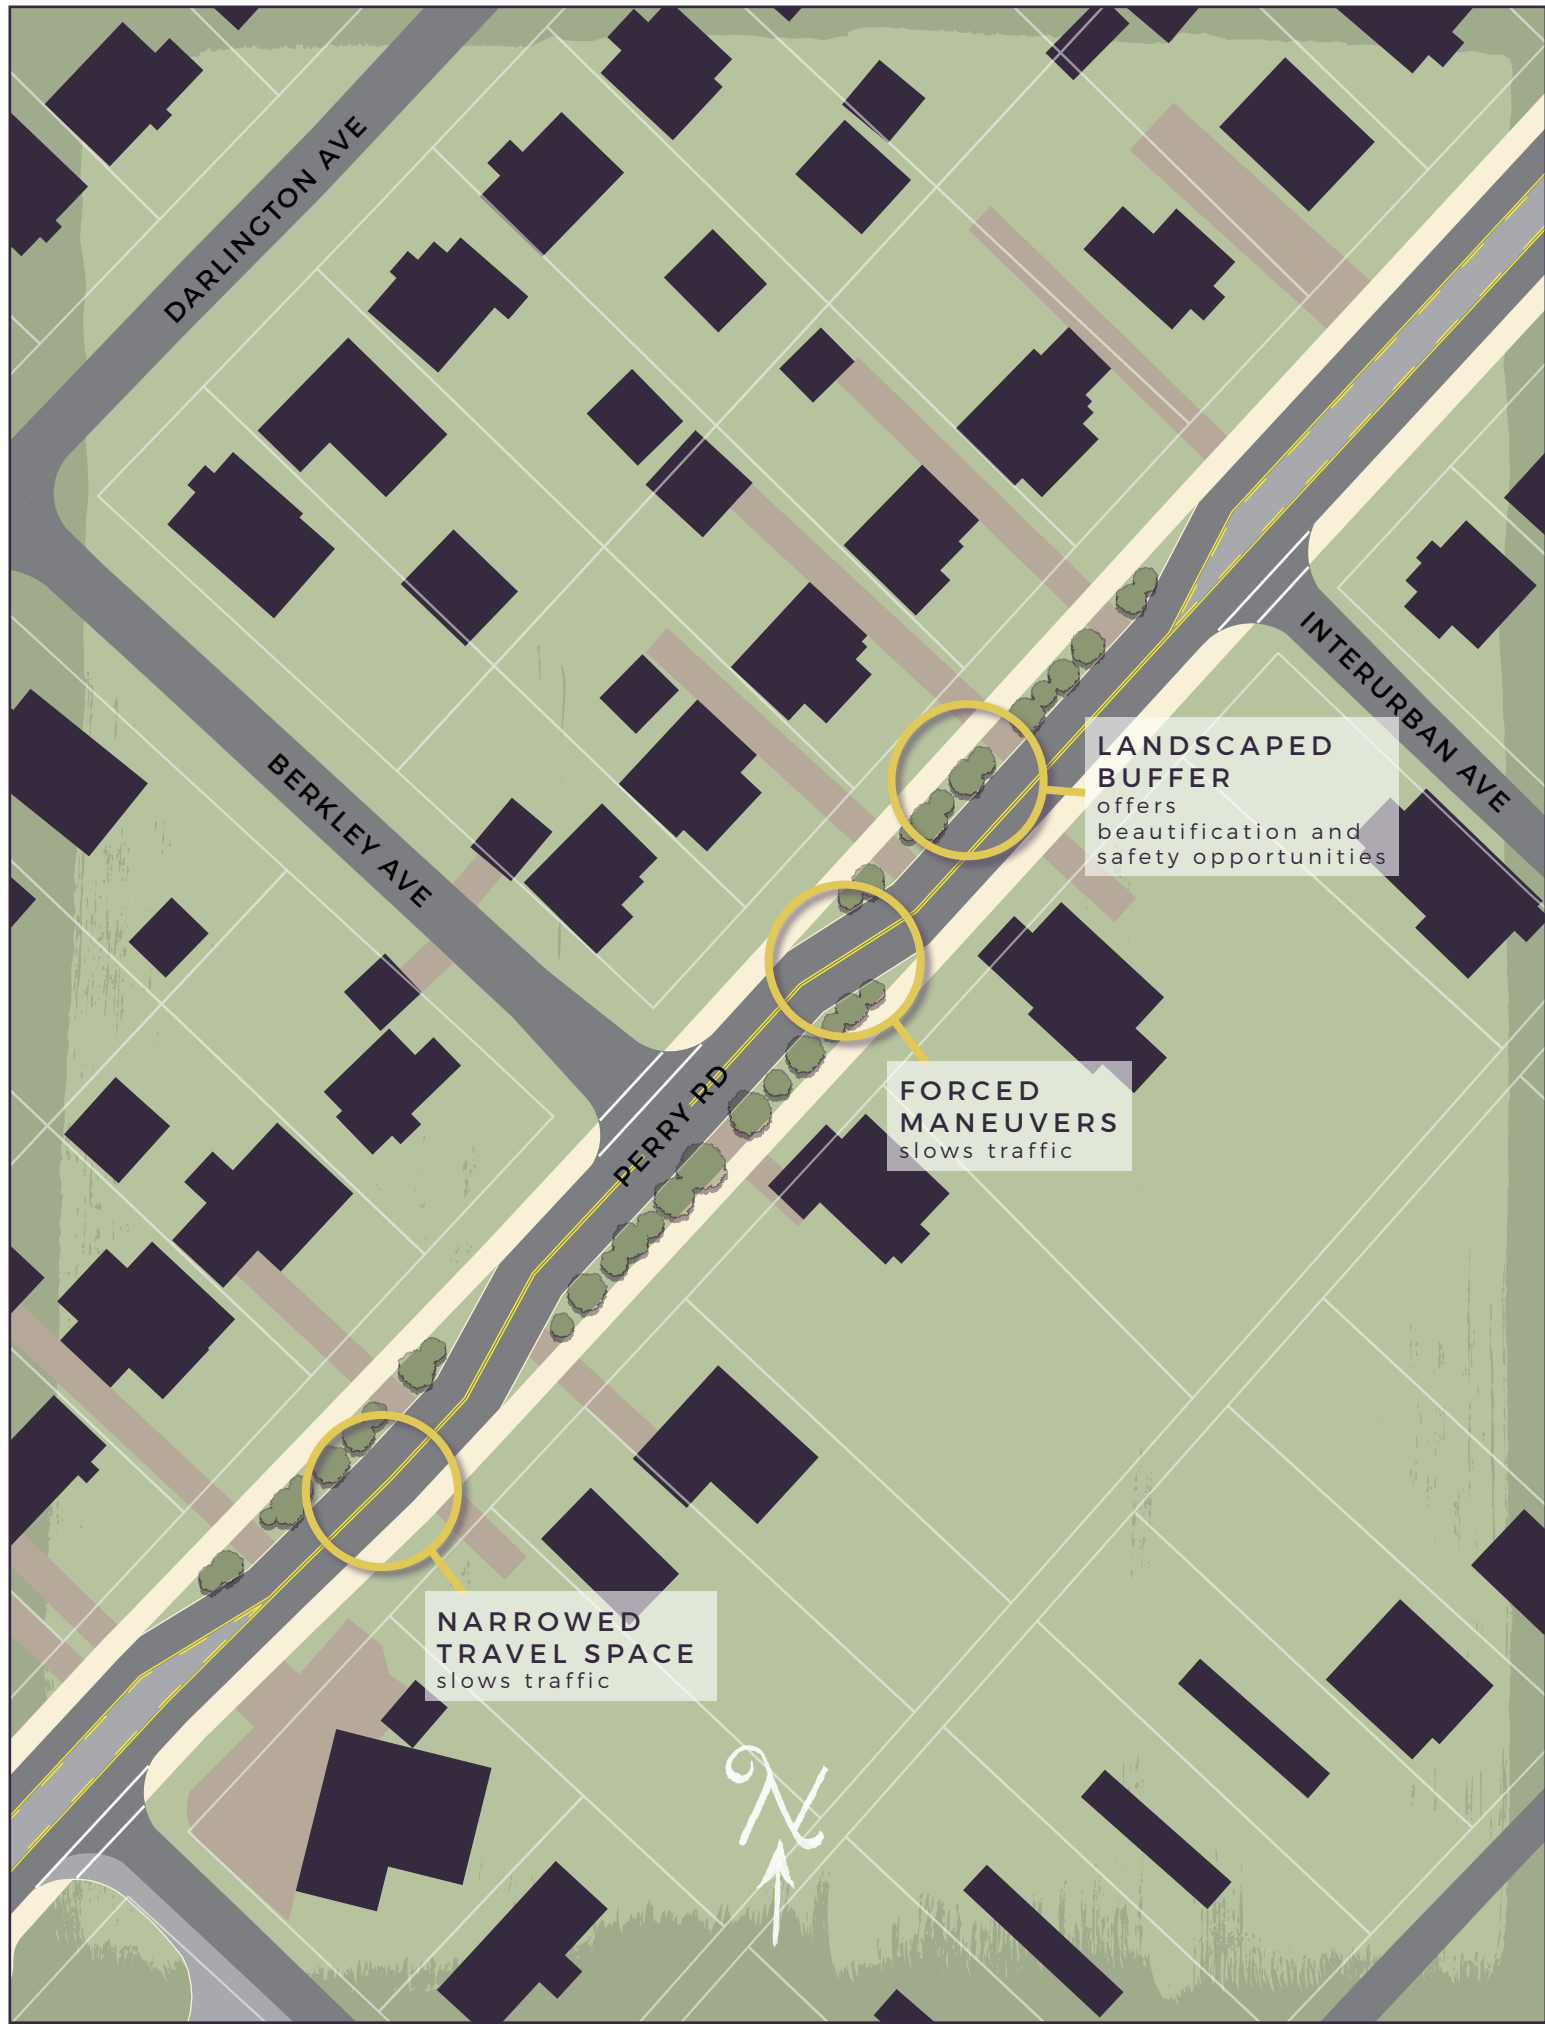 DARLINGTON AVE
INTERURBAN AVE
LANDSCAPED
BUFFER
offers
beautification and
safety opportunities
BERKLEY AVE
PERRY RD
FORCED
MANEUVERS
slows traffic
NARROWED
TRAVEL SPACE
slows traffic
N